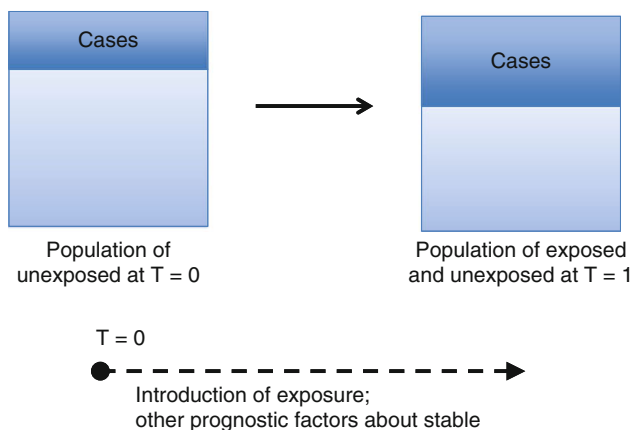 Cases
Cases
Population of
unexposed at T = 0
Population of exposed
and unexposed at T = 1
T = 0
Introduction of exposure;
other prognostic factors about stable